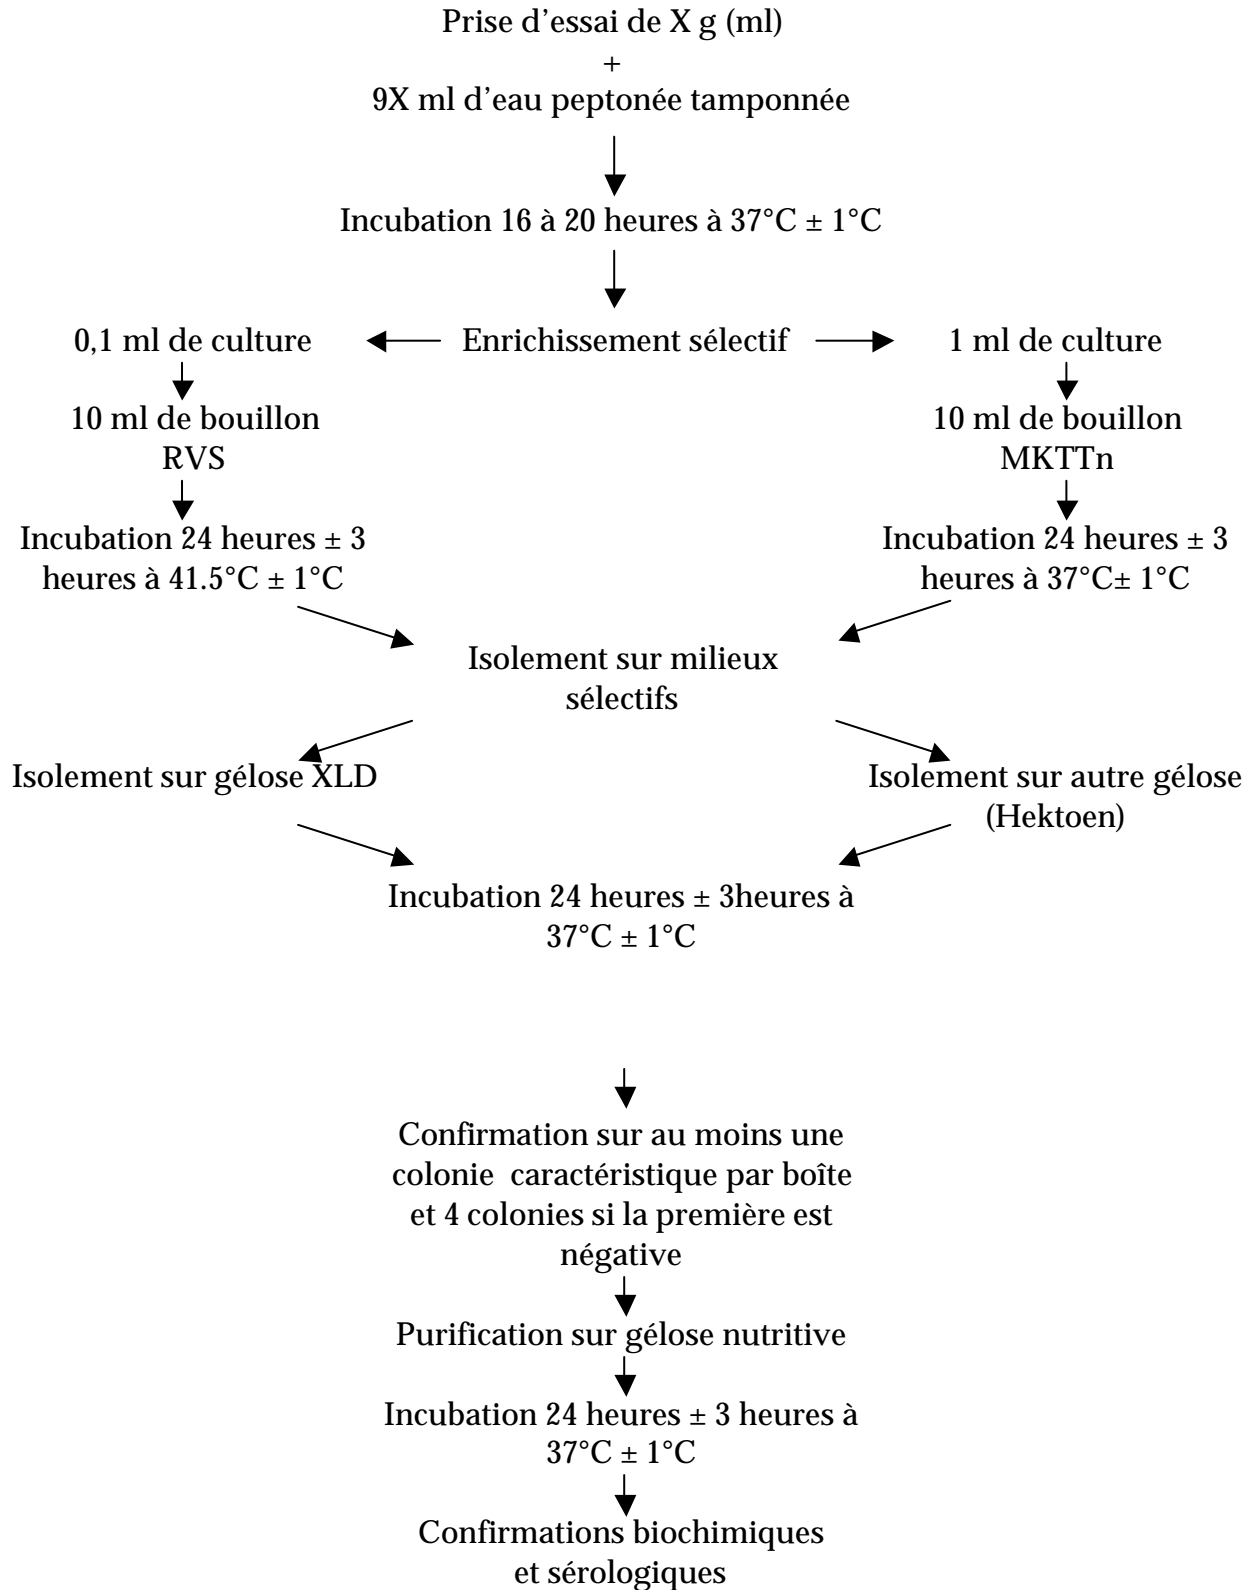 Prise d'essai de X g (ml)
+
9X ml d'eau peptonée tamponnée
Incubation 16 à 20 heures à 37°C ± 1°C
0,1 ml de culture
Enrichissement sélectif
1 ml de culture
10 ml de bouillon
RVS
10 ml de bouillon
MKTTn
Incubation 24 heures ± 3
heures à 41.5°C ± 1°C
Incubation 24 heures ± 3
heures à 37°C± 1°C
Isolement sur milieux
sélectifs
Isolement sur gélose XLD
Isolement sur autre gélose
(Hektoen)
Incubation 24 heures ± 3heures à
37°C ± 1°C
Confirmation sur au moins une
colonie  caractéristique par boîte
et 4 colonies si la première est
négative
Purification sur gélose nutritive
Incubation 24 heures ± 3 heures à
37°C ± 1°C
Confirmations biochimiques
et sérologiques